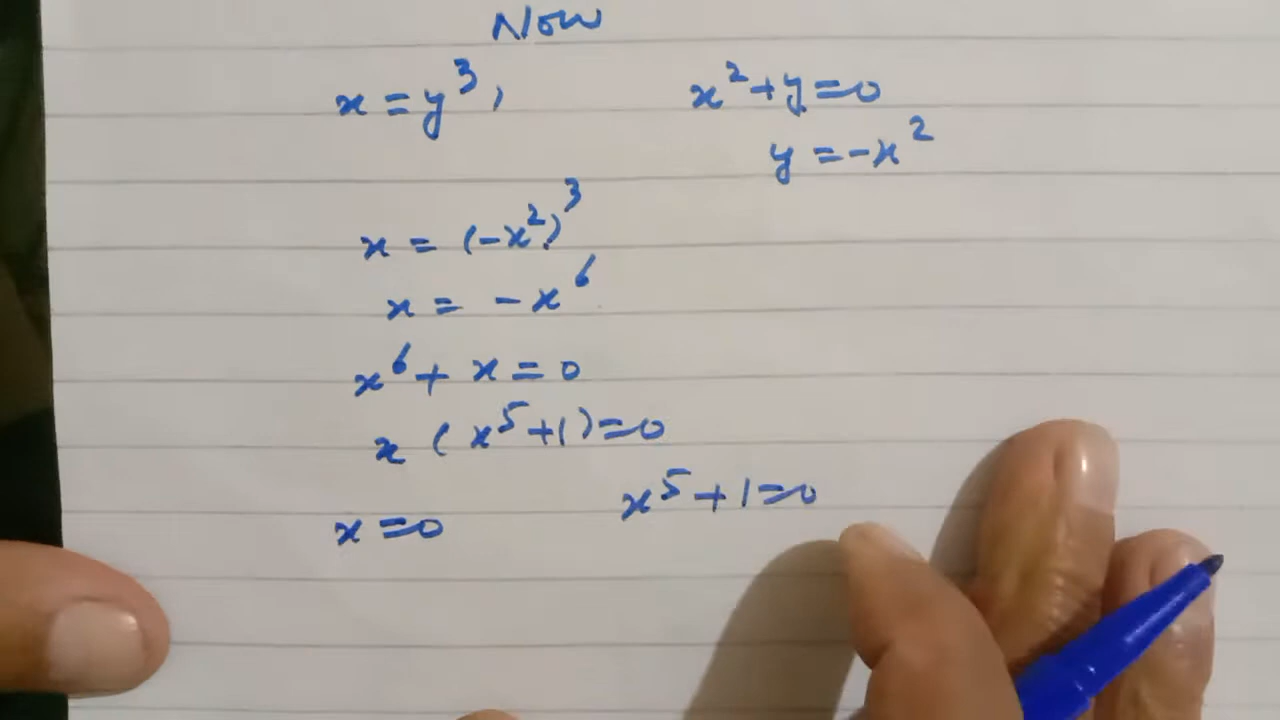 Now
x = y³, x² + y = 0
y = -x²
x = (-x²)³
x = -x⁶
x⁶ + x = 0
x (x⁵ + 1) = 0
x = 0 x⁵ + 1 = 0